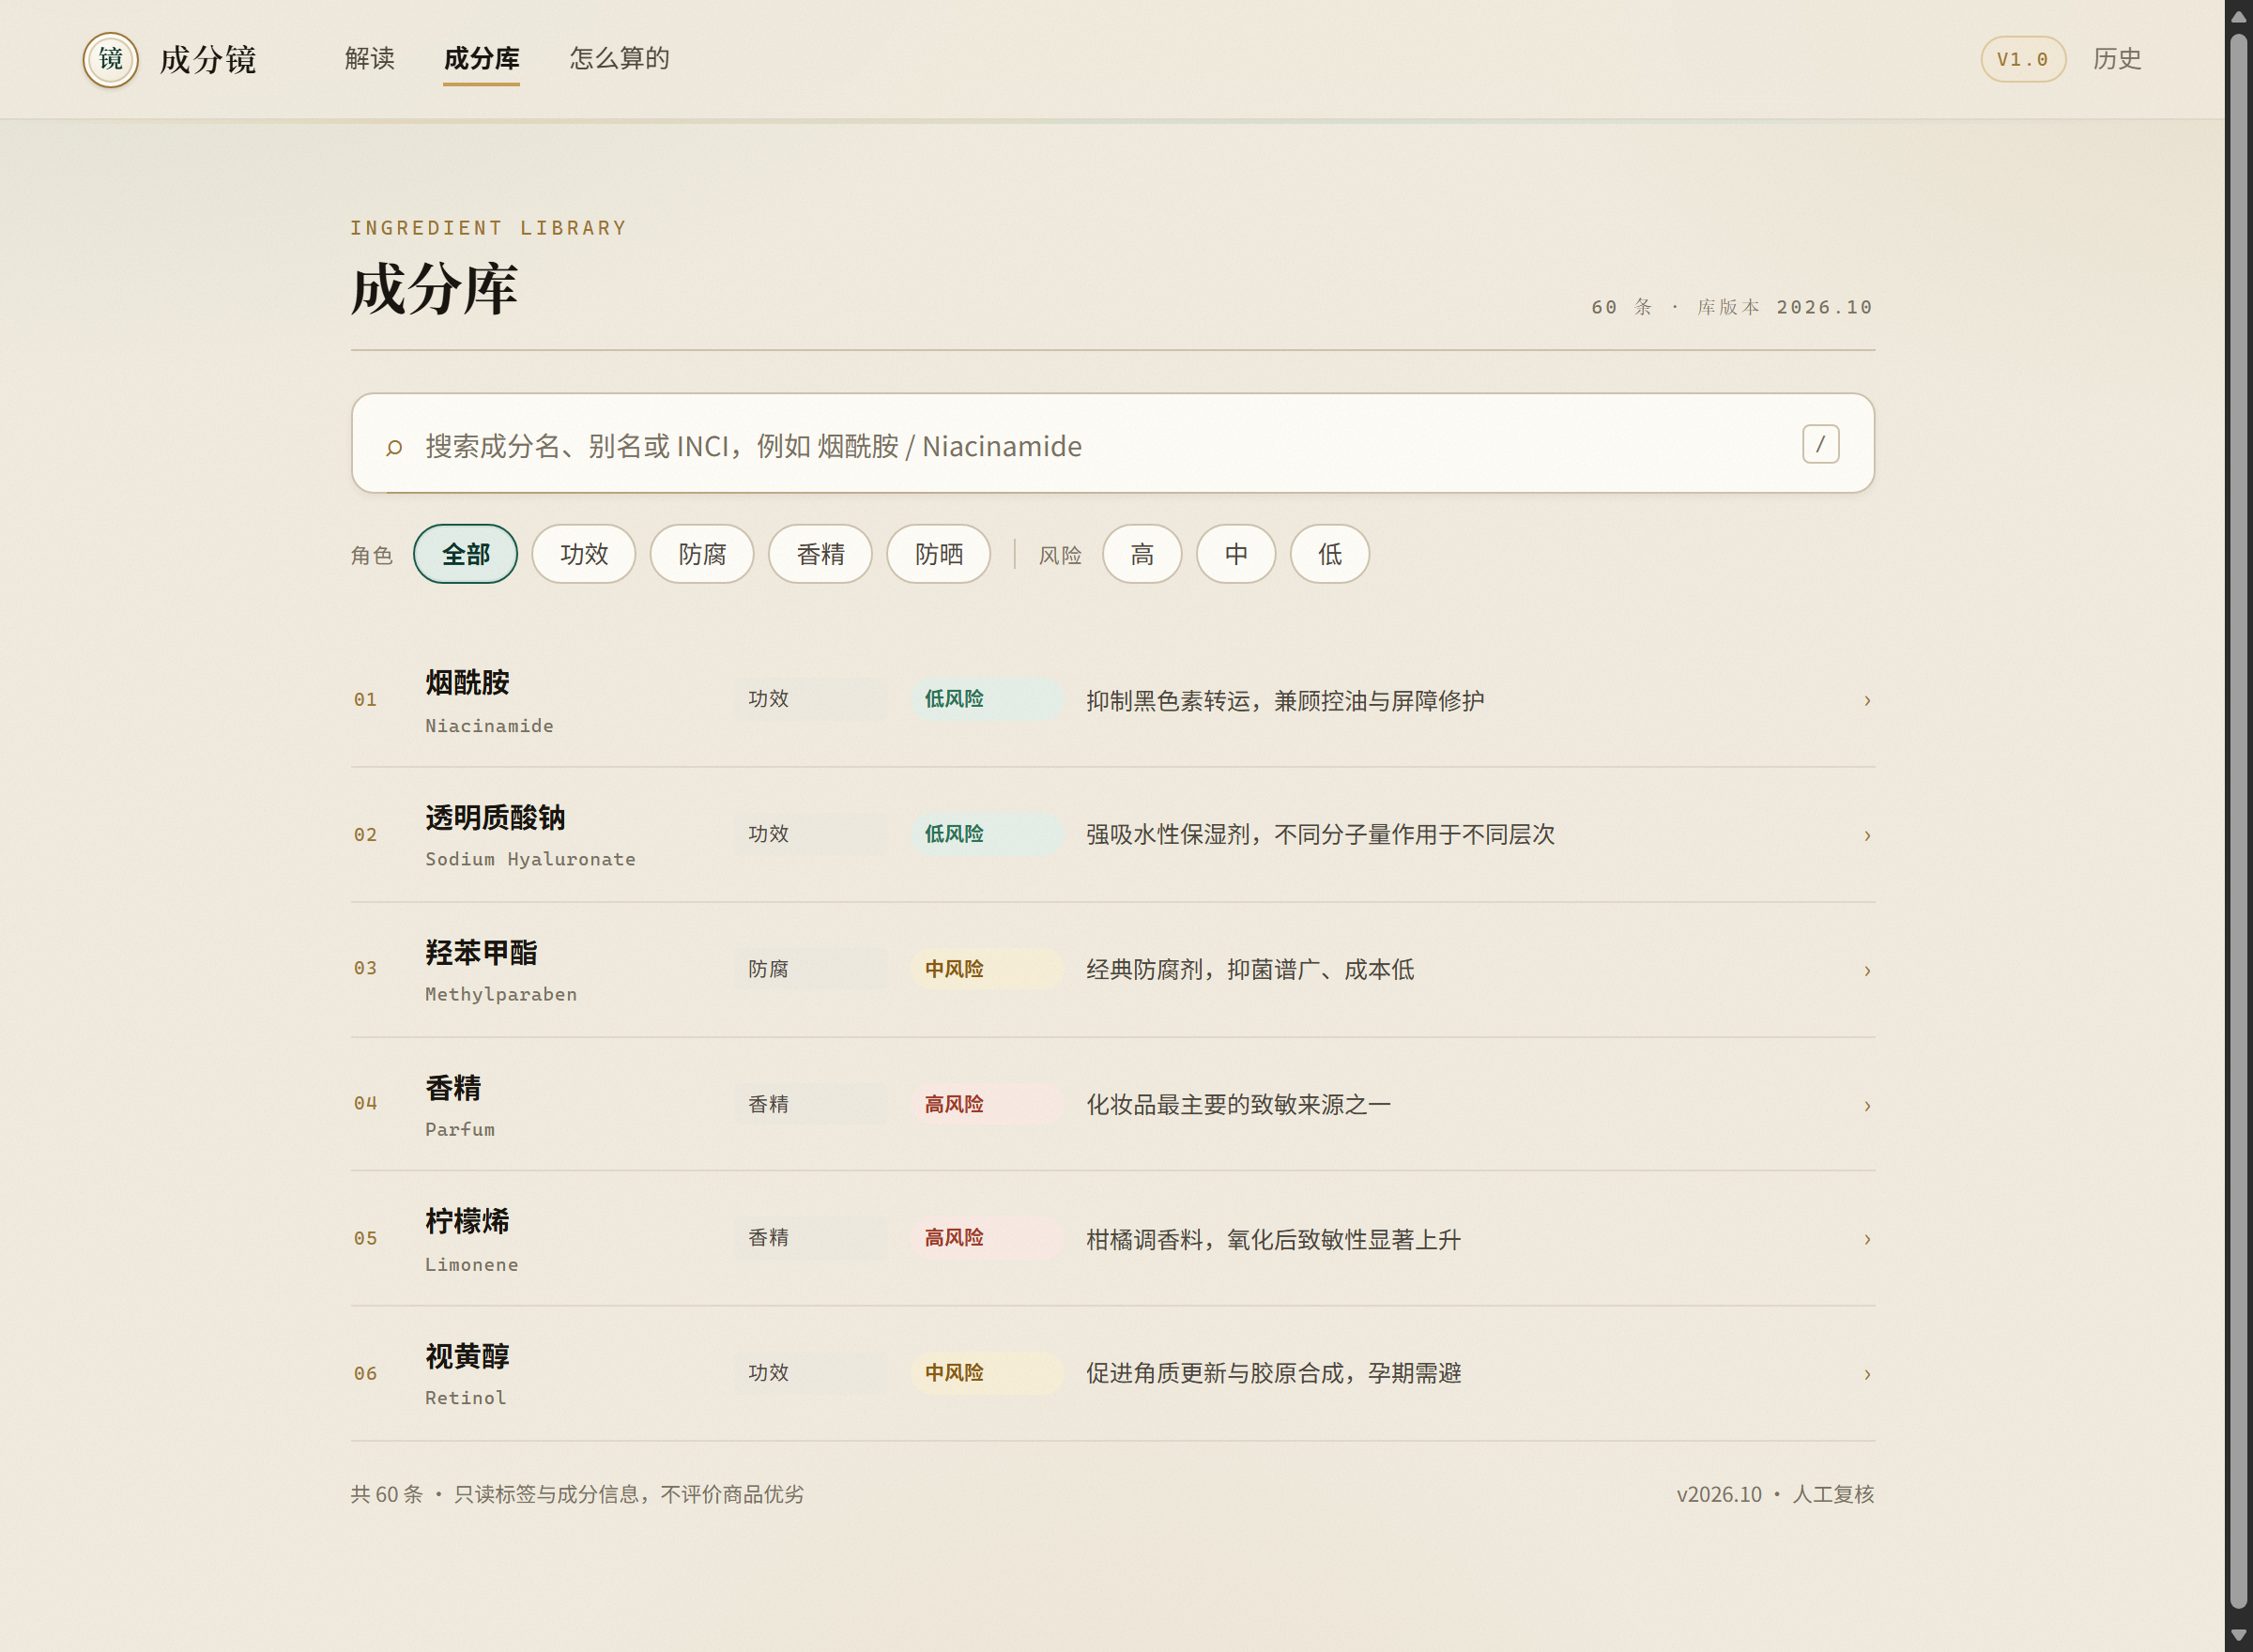 镜 成分镜 解读 成分库 怎么算的 V1.0 历史
INGREDIENT LIBRARY
成分库
60 条 · 库版本 2026.10
搜索成分名、别名或 INCI，例如 烟酰胺 / Niacinamide /
角色 全部 功效 防腐 香精 防晒 风险 高 中 低
01 烟酰胺 功效 低风险 抑制黑色素转运，兼顾控油与屏障修护 ›
Niacinamide
02 透明质酸钠 功效 低风险 强吸水性保湿剂，不同分子量作用于不同层次 ›
Sodium Hyaluronate
03 羟苯甲酯 防腐 中风险 经典防腐剂，抑菌谱广、成本低 ›
Methylparaben
04 香精 香精 高风险 化妆品最主要的致敏来源之一 ›
Parfum
05 柠檬烯 香精 高风险 柑橘调香料，氧化后致敏性显著上升 ›
Limonene
06 视黄醇 功效 中风险 促进角质更新与胶原合成，孕期需避 ›
Retinol
共 60 条 · 只读标签与成分信息，不评价商品优劣 v2026.10 · 人工复核